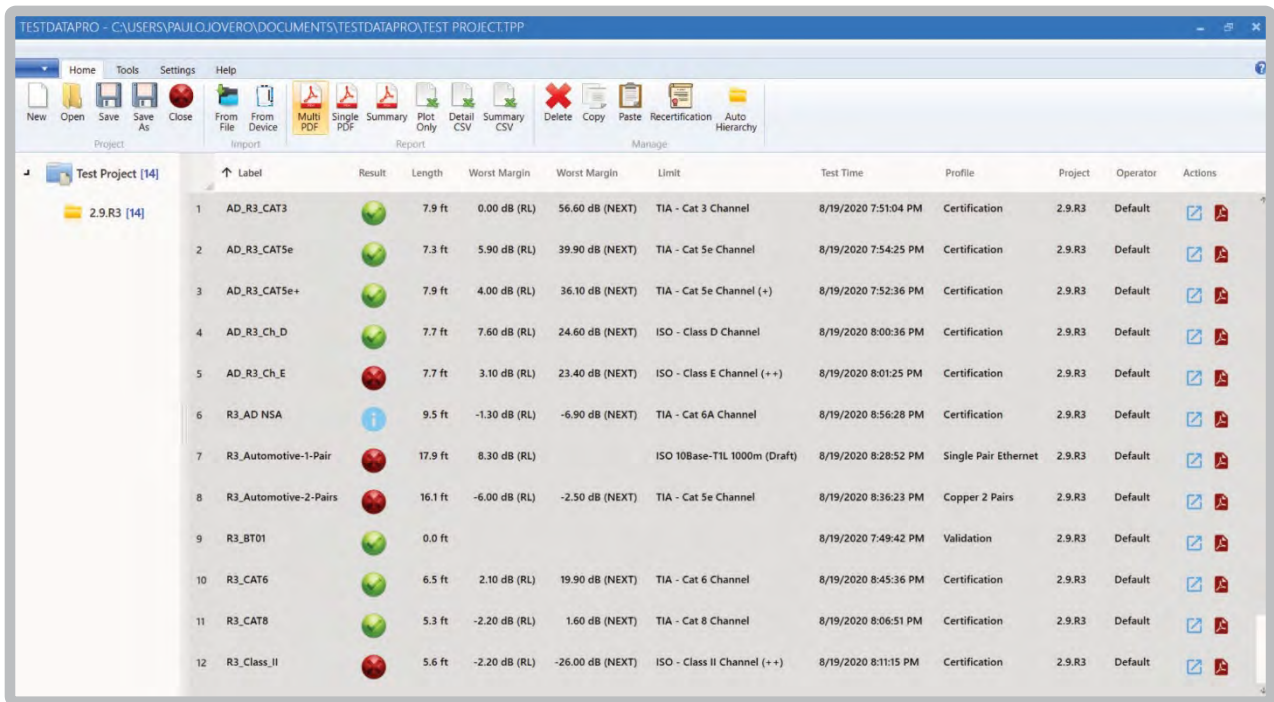 TESTDATAPRO - C:\USERS\PAULOJOVERO\DOCUMENTS\TESTDATAPRO\TEST PROJECT.TPP
Home Tools Settings Help
New Open Save Save As Close From File From Device Multi PDF Single PDF Summary Plot Only Detail CSV Summary CSV Delete Copy Paste Recertification Auto Hierarchy
Project Import Report Manage
Test Project [14]
2.9.R3 [14]
Label Result Length Worst Margin Worst Margin Limit Test Time Profile Project Operator Actions
1 AD_R3_CAT3 7.9 ft 0.00 dB (RL) 56.60 dB (NEXT) TIA - Cat 3 Channel 8/19/2020 7:51:04 PM Certification 2.9.R3 Default
2 AD_R3_CAT5e 7.3 ft 5.90 dB (RL) 39.90 dB (NEXT) TIA - Cat 5e Channel 8/19/2020 7:54:25 PM Certification 2.9.R3 Default
3 AD_R3_CAT5e+ 7.9 ft 4.00 dB (RL) 36.10 dB (NEXT) TIA - Cat 5e Channel (+) 8/19/2020 7:52:36 PM Certification 2.9.R3 Default
4 AD_R3_Ch_D 7.7 ft 7.60 dB (RL) 24.60 dB (NEXT) ISO - Class D Channel 8/19/2020 8:00:36 PM Certification 2.9.R3 Default
5 AD_R3_Ch_E 7.7 ft 3.10 dB (RL) 23.40 dB (NEXT) ISO - Class E Channel (++) 8/19/2020 8:01:25 PM Certification 2.9.R3 Default
6 R3_AD NSA 9.5 ft -1.30 dB (RL) -6.90 dB (NEXT) TIA - Cat 6A Channel 8/19/2020 8:56:28 PM Certification 2.9.R3 Default
7 R3_Automotive-1-Pair 17.9 ft 8.30 dB (RL) ISO 10Base-T1L 1000m (Draft) 8/19/2020 8:28:52 PM Single Pair Ethernet 2.9.R3 Default
8 R3_Automotive-2-Pairs 16.1 ft -6.00 dB (RL) -2.50 dB (NEXT) TIA - Cat 5e Channel 8/19/2020 8:36:23 PM Copper 2 Pairs 2.9.R3 Default
9 R3_BT01 0.0 ft 8/19/2020 7:49:42 PM Validation 2.9.R3 Default
10 R3_CAT6 6.5 ft 2.10 dB (RL) 19.90 dB (NEXT) TIA - Cat 6 Channel 8/19/2020 8:45:36 PM Certification 2.9.R3 Default
11 R3_CAT8 5.3 ft -2.20 dB (RL) 1.60 dB (NEXT) TIA - Cat 8 Channel 8/19/2020 8:06:51 PM Certification 2.9.R3 Default
12 R3_Class_II 5.6 ft -2.20 dB (RL) -26.00 dB (NEXT) ISO - Class II Channel (++) 8/19/2020 8:11:15 PM Certification 2.9.R3 Default